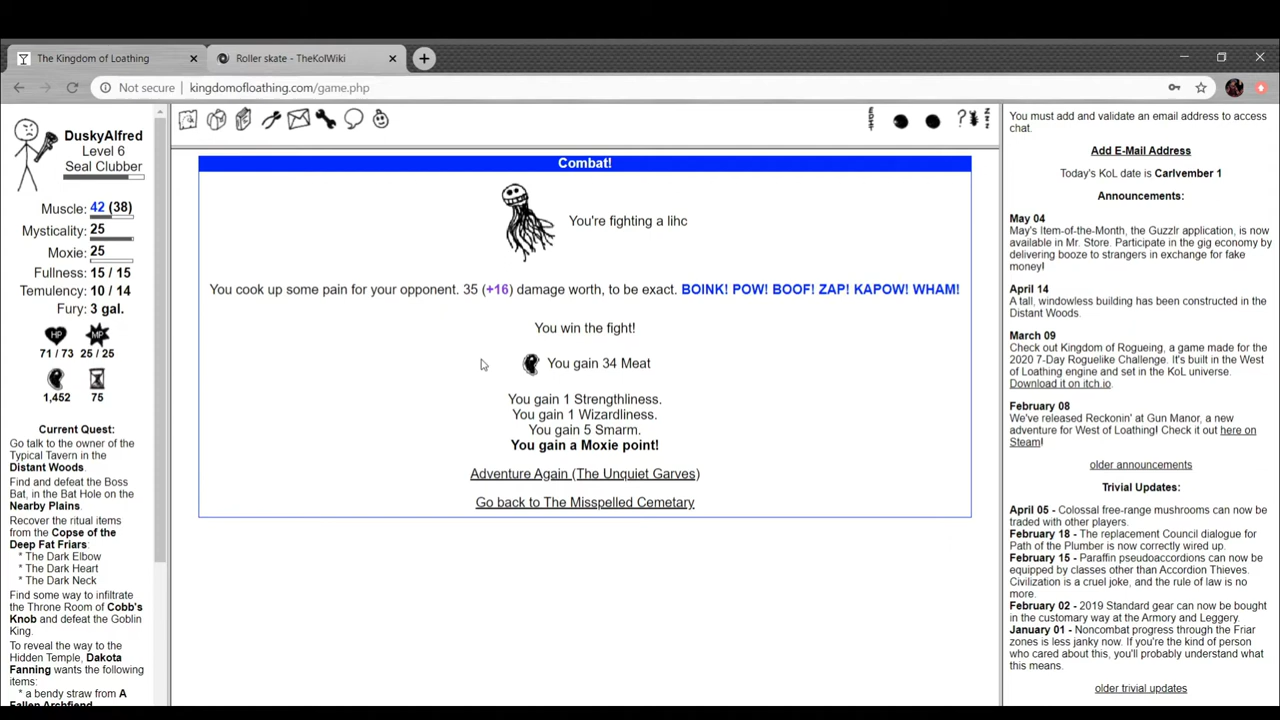 The Kingdom of Loathing
Roller skate - TheKolWiki
Not secure
kingdomofloathing.com/game.php
DuskyAlfred
Level 6
Seal Clubber
Muscle: 42 (38)
Mysticality: 25
Moxie: 25
Fullness: 15 / 15
Temulency: 10 / 14
Fury: 3 gal.
HP
MP
71 / 73
25 / 25
1,452
75
Current Quest:
Go talk to the owner of the
Typical Tavern in the
Distant Woods.
Find and defeat the Boss
Bat, in the Bat Hole on the
Nearby Plains
Recover the ritual items
from the Copse of the
Deep Fat Friars:
* The Dark Elbow
* The Dark Heart
* The Dark Neck
Find some way to infiltrate
the Throne Room of Cobb's
Knob and defeat the Goblin
King.
To reveal the way to the
Hidden Temple, Dakota
Fanning wants the following
items:
* a bendy straw from A
Fallen Archfiend
Combat!
You're fighting a lihc
You cook up some pain for your opponent. 35 (+16) damage worth, to be exact. BOINK! POW! BOOF! ZAP! KAPOW! WHAM!
You win the fight!
You gain 34 Meat
You gain 1 Strengthliness.
You gain 1 Wizardliness.
You gain 5 Smarm.
You gain a Moxie point!
Adventure Again (The Unquiet Garves)
Go back to The Misspelled Cemetary
You must add and validate an email address to access
chat.
Add E-Mail Address
Today's KoL date is Carlvember 1
Announcements:
May 04
May's Item-of-the-Month, the Guzzlr application, is now
available in Mr. Store. Participate in the gig economy by
delivering booze to strangers in exchange for fake
money!
April 14
A tall, windowless building has been constructed in the
Distant Woods.
March 09
Check out Kingdom of Rogueing, a game made for the
2020 7-Day Roguelike Challenge. It's built in the West
of Loathing engine and set in the KoL universe.
Download it on itch.io.
February 08
We've released Reckonin' at Gun Manor, a new
adventure for West of Loathing! Check it out here on
Steam!
older announcements
Trivial Updates:
April 05 - Colossal free-range mushrooms can now be
traded with other players.
February 18 - The replacement Council dialogue for
Path of the Plumber is now correctly wired up.
February 15 - Paraffin pseudoaccordions can now be
equipped by classes other than Accordion Thieves.
Civilization is a cruel joke, and the rule of law is no
more.
February 02 - 2019 Standard gear can now be bought
in the customary way at the Armory and Leggery.
January 01 - Noncombat progress through the Friar
zones is less janky now. If you're the kind of person
who cared about this, you'll probably understand what
this means.
older trivial updates